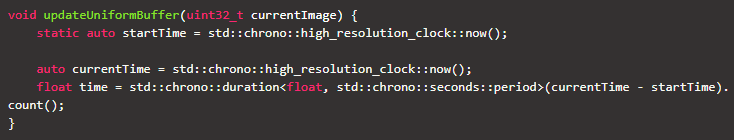 void updateUniformBuffer(uint32_t currentImage) {
    static auto startTime = std::chrono::high_resolution_clock::now();

    auto currentTime = std::chrono::high_resolution_clock::now();
    float time = std::chrono::duration<float, std::chrono::seconds::period>(currentTime - startTime).
count();
}